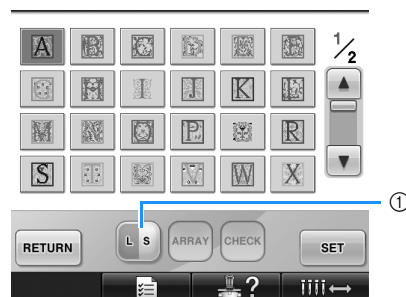 A B C D E F
G H I J K L
M N O P Q R
S T U V W X
1/2
①
RETURN L S ARRAY CHECK SET
?